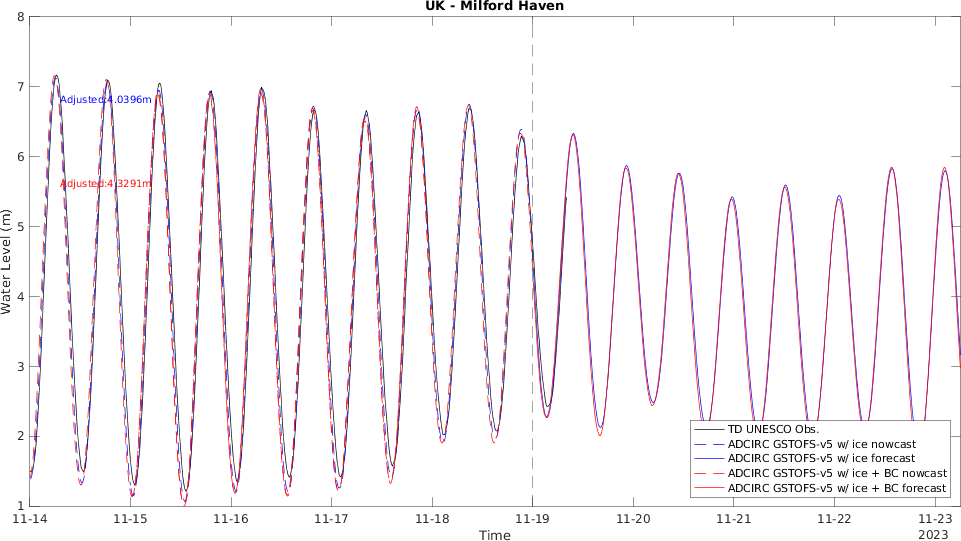 UK - Milford Haven
8
7
6
5
4
3
2
1
Water Level (m)
Adjusted:4.0396m
Adjusted:4.3291m
TD UNESCO Obs.
ADCIRC GSTOFS-v5 w/ ice nowcast
ADCIRC GSTOFS-v5 w/ ice forecast
ADCIRC GSTOFS-v5 w/ ice + BC nowcast
ADCIRC GSTOFS-v5 w/ ice + BC forecast
11-14 11-15 11-16 11-17 11-18 11-19 11-20 11-21 11-22 11-23
Time
2023